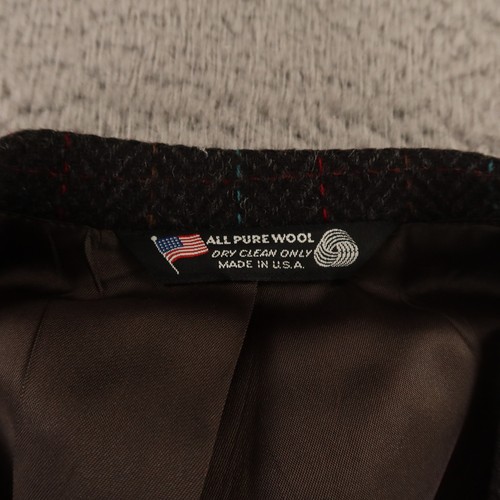 ALL PURE WOOL
DRY CLEAN ONLY
MADE IN U.S.A.